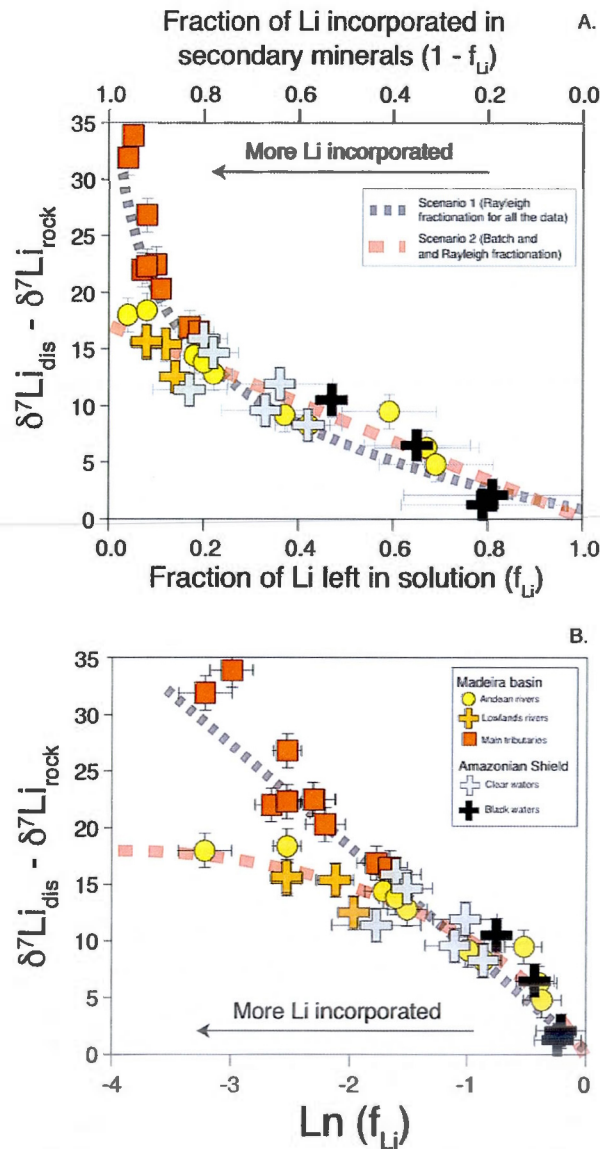 Fraction of Li incorporated in
secondary minerals (1 - fLi)
A.
1.0 0.8 0.6 0.4 0.2 0.0
35
30
25
20
15
10
5
0
More Li incorporated
Scenario 1 (Rayleigh
fractionation for all the data)
Scenario 2 (Batch and
and Rayleigh fractionation)
δ7Lidis - δ7Lirock
0.0 0.2 0.4 0.6 0.8 1.0
Fraction of Li left in solution (fLi)
B.
35
30
25
20
15
10
5
0
Madeira basin
Andean rivers
Lowlands rivers
Main tributaries
Amazonian Shield
Clear waters
Black waters
δ7Lidis - δ7Lirock
More Li incorporated
-4 -3 -2 -1 0
Ln (fLi)